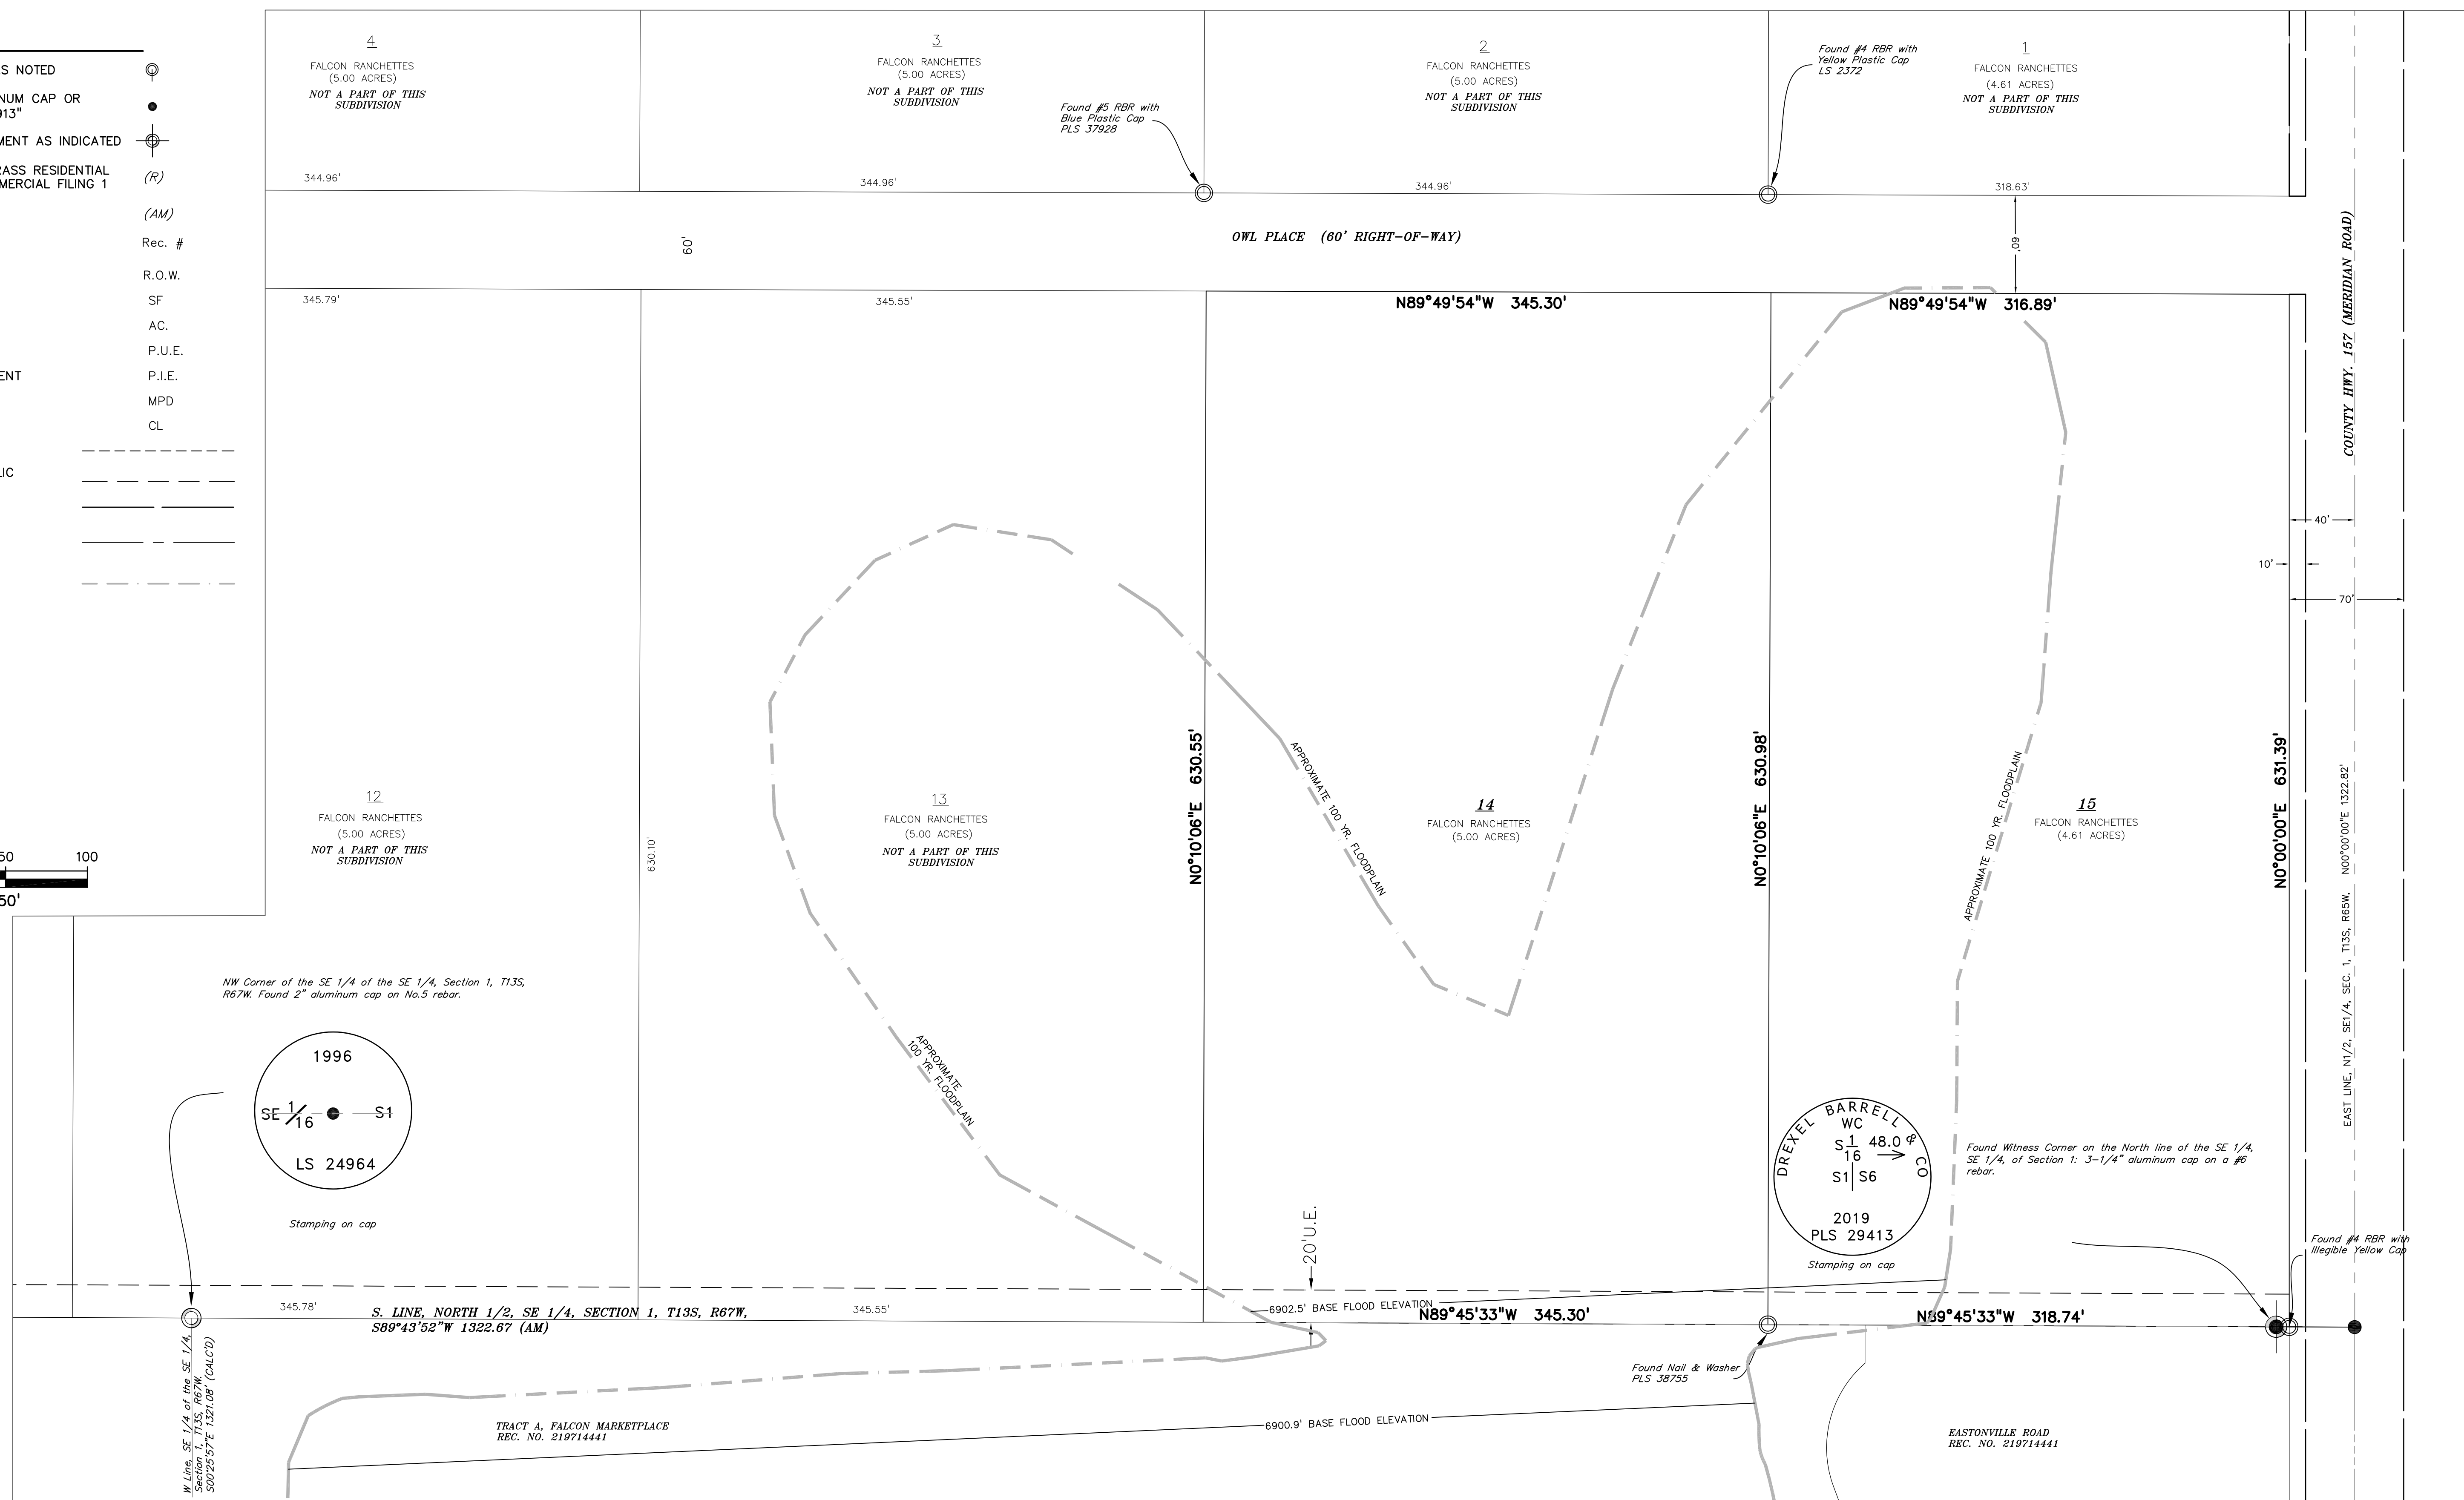 S NOTED
NUM CAP OR
913"
MENT AS INDICATED
RASS RESIDENTIAL
MERCIAL FILING 1
(R)
(AM)
Rec. #
R.O.W.
SF
AC.
P.U.E.
ENT
P.I.E.
MPD
CL
LIC
50 100
50'
4
FALCON RANCHETTES
(5.00 ACRES)
NOT A PART OF THIS
SUBDIVISION
344.96'
3
FALCON RANCHETTES
(5.00 ACRES)
NOT A PART OF THIS
SUBDIVISION
344.96'
Found #5 RBR with
Blue Plastic Cap
PLS 37928
2
FALCON RANCHETTES
(5.00 ACRES)
NOT A PART OF THIS
SUBDIVISION
344.96'
Found #4 RBR with
Yellow Plastic Cap
LS 2372
1
FALCON RANCHETTES
(4.61 ACRES)
NOT A PART OF THIS
SUBDIVISION
318.63'
60'
OWL PLACE (60' RIGHT-OF-WAY)
60'
COUNTY HWY. 157 (MERIDIAN ROAD)
345.79'
345.55'
N89°49'54"W 345.30'
N89°49'54"W 316.89'
40'
10'
70'
12
FALCON RANCHETTES
(5.00 ACRES)
NOT A PART OF THIS
SUBDIVISION
630.10'
13
FALCON RANCHETTES
(5.00 ACRES)
NOT A PART OF THIS
SUBDIVISION
N0°10'06"E 630.55'
APPROXIMATE 100 YR. FLOODPLAIN
14
FALCON RANCHETTES
(5.00 ACRES)
N0°10'06"E 630.98'
APPROXIMATE 100 YR. FLOODPLAIN
15
FALCON RANCHETTES
(4.61 ACRES)
N0°00'00"E 631.39'
EAST LINE, N1/2, SE1/4, SEC. 1, T13S, R65W, N00°00'00"E 1322.82'
NW Corner of the SE 1/4 of the SE 1/4, Section 1, T13S,
R67W. Found 2" aluminum cap on No.5 rebar.
1996
SE 1/16 S1
LS 24964
Stamping on cap
APPROXIMATE
100 YR. FLOODPLAIN
20'U.E.
DREXEL BARRELL & CO
WC
S 1/16 48.0
S1 S6
2019
PLS 29413
Stamping on cap
Found Witness Corner on the North line of the SE 1/4,
SE 1/4, of Section 1: 3-1/4" aluminum cap on a #6
rebar.
Found #4 RBR with
Illegible Yellow Cap
345.78'
S. LINE, NORTH 1/2, SE 1/4, SECTION 1, T13S, R67W,
S89°43'52"W 1322.67 (AM)
345.55'
6902.5' BASE FLOOD ELEVATION
N89°45'33"W 345.30'
N89°45'33"W 318.74'
W Line, SE 1/4 of the SE 1/4,
Section 1, T13S, R67W.
S00°25'57"E 1321.08' (CALC'D)
Found Nail & Washer
PLS 38755
TRACT A, FALCON MARKETPLACE
REC. NO. 219714441
6900.9' BASE FLOOD ELEVATION
EASTONVILLE ROAD
REC. NO. 219714441